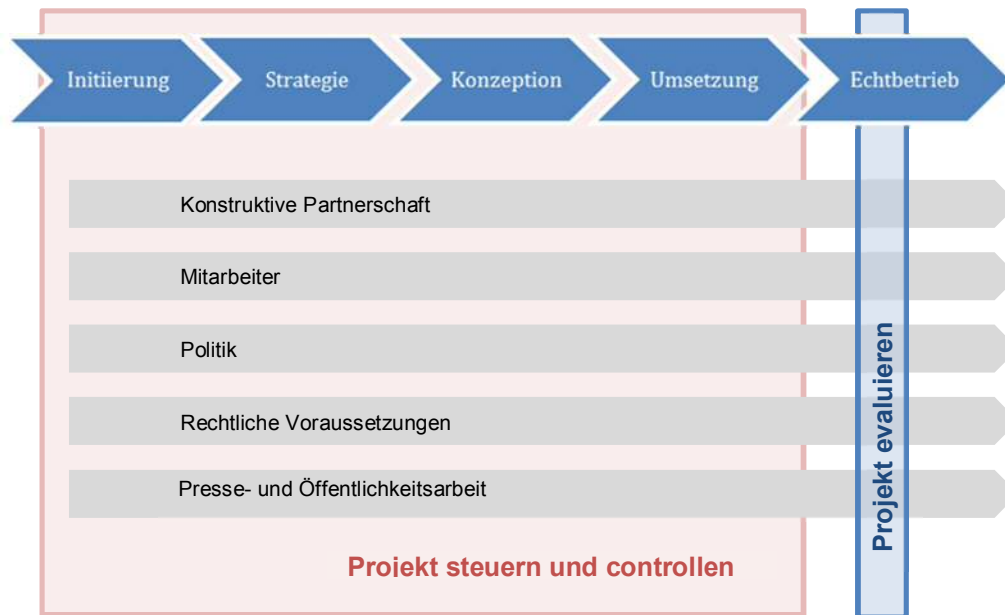 Initiierung
Strategie
Konzeption
Umsetzung
Echtbetrieb
Konstruktive Partnerschaft
Mitarbeiter
Politik
Rechtliche Voraussetzungen
Presse- und Öffentlichkeitsarbeit
Projekt steuern und controllen
Projekt evaluieren